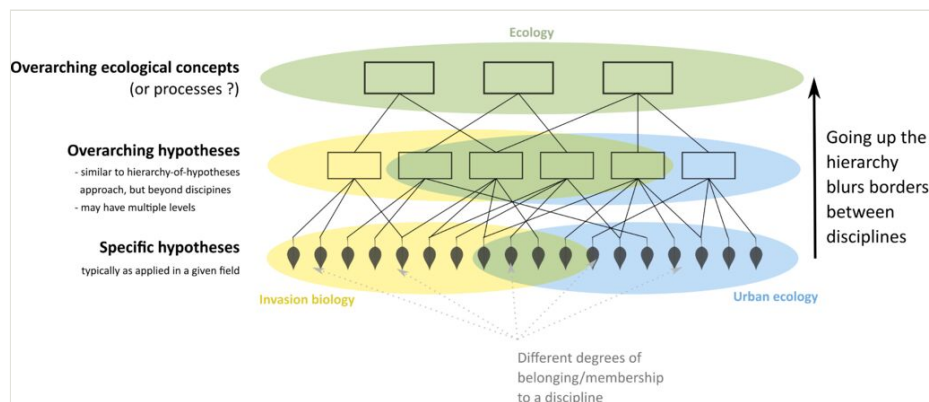 Ecology
Overarching ecological concepts
(or processes ?)
Overarching hypotheses
- similar to hierarchy-of-hypotheses
approach, but beyond discipines
- may have multiple levels
Specific hypotheses
typically as applied in a given field
Invasion biology
Urban ecology
Going up the
hierarchy
blurs borders
between
disciplines
Different degrees of
belonging/membership
to a discipline